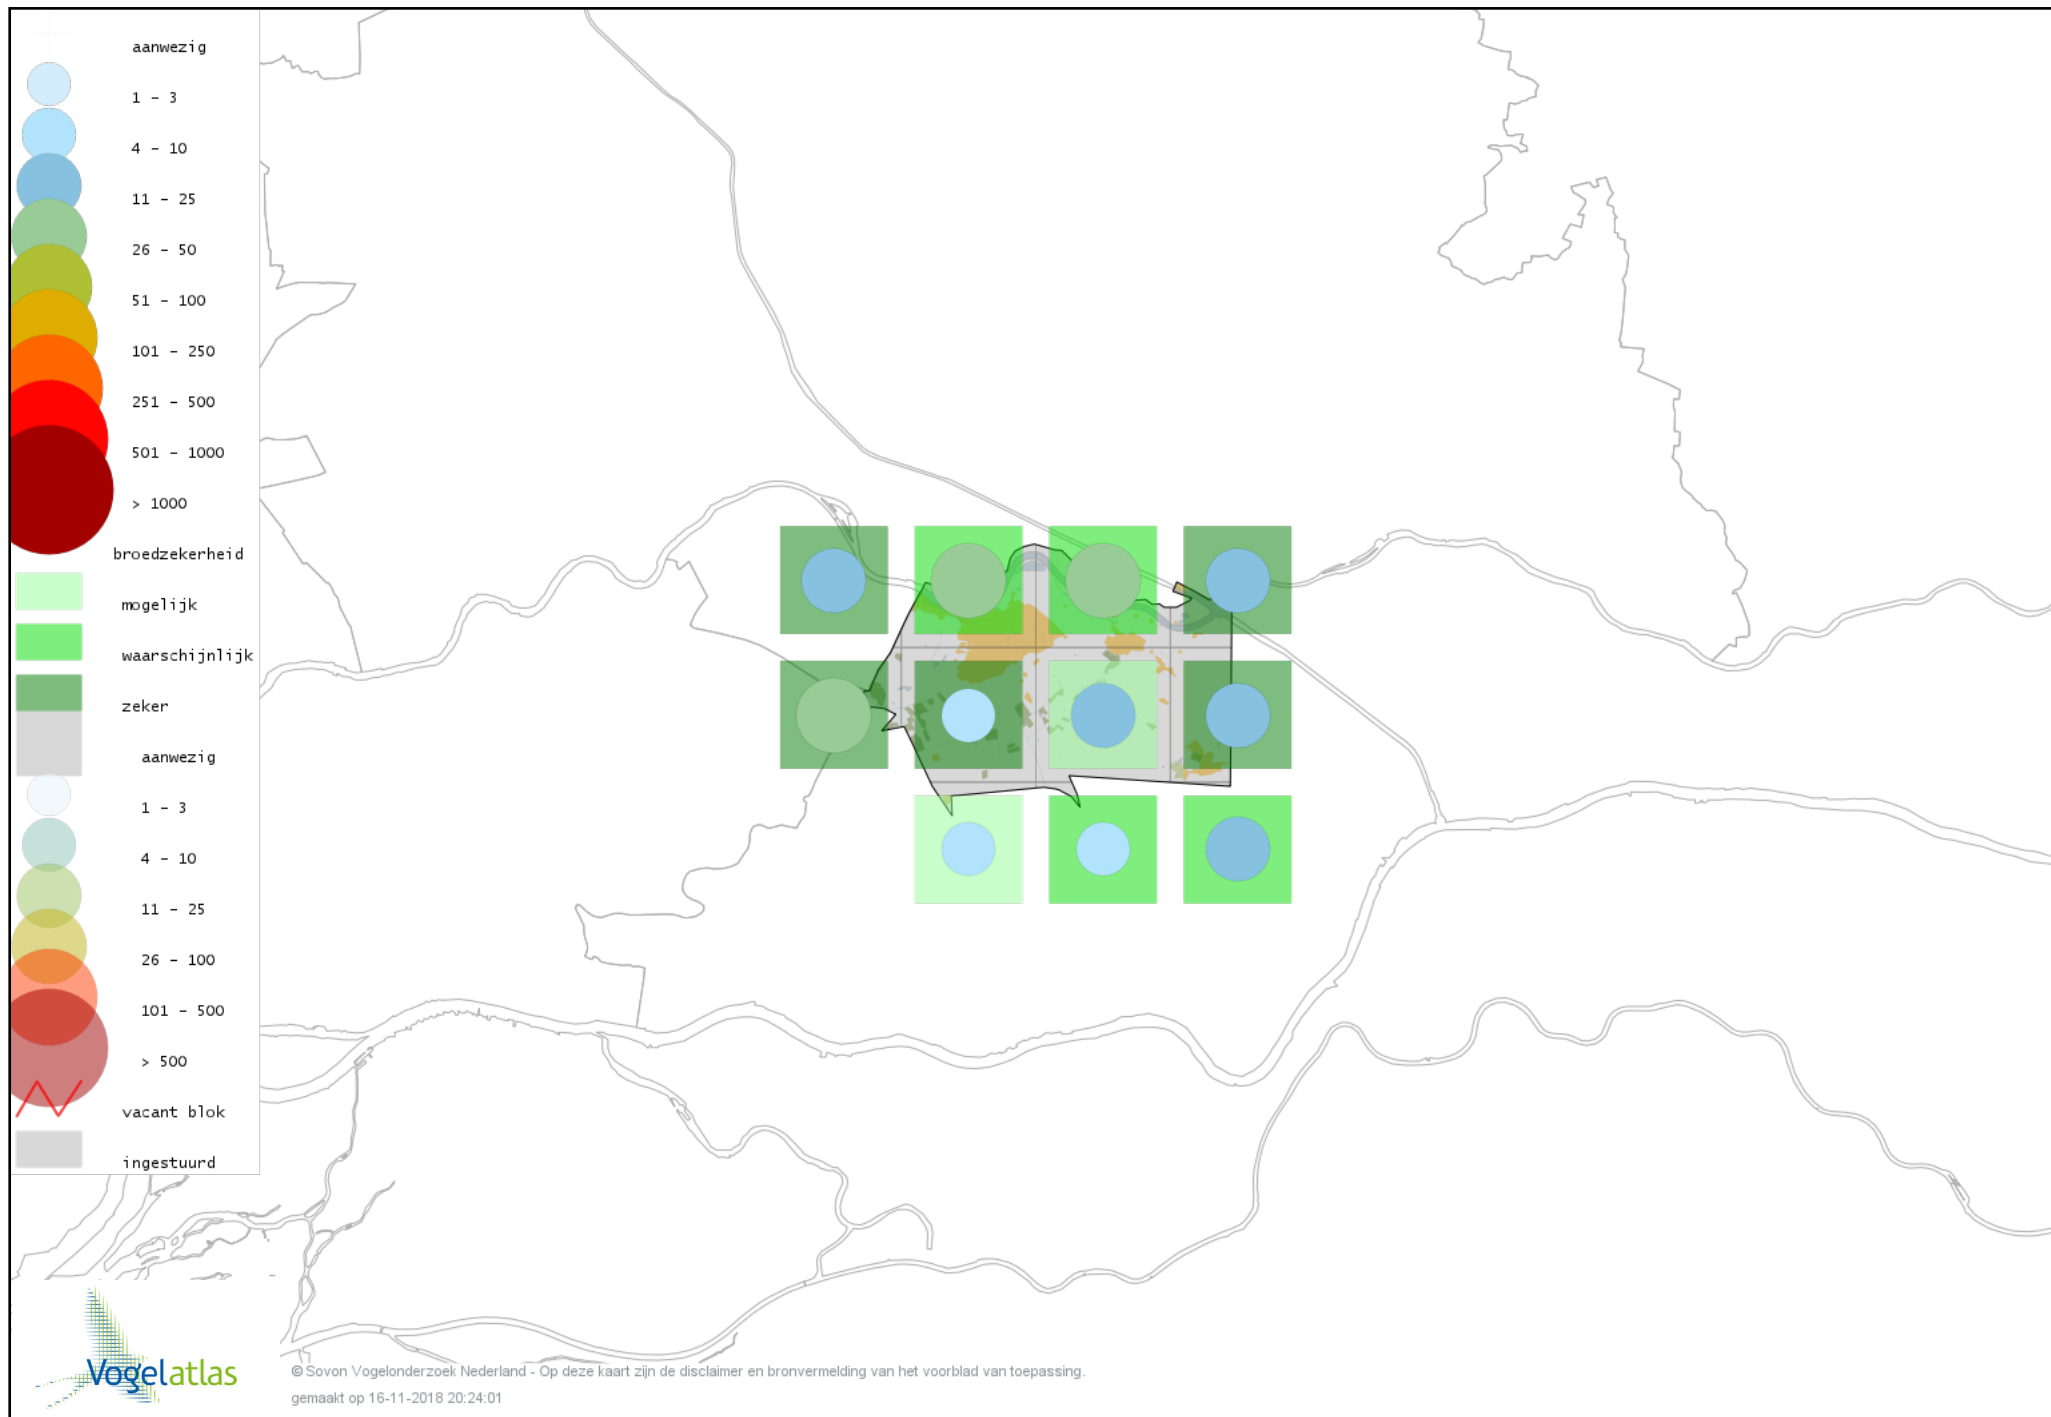 aanwezig
1 - 3
4 - 10
11 - 25
26 - 50
51 - 100
101 - 250
251 - 500
501 - 1000
> 1000
broedzekerheid
mogelijk
waarschijnlijk
zeker
aanwezig
1 - 3
4 - 10
11 - 25
26 - 100
101 - 500
> 500
vacant blok
ingestuurd
Vogelatlas
© Sovon Vogelonderzoek Nederland - Op deze kaart zijn de disclaimer en bronvermelding van het voorblad van toepassing.
gemaakt op 16-11-2018 20:24:01